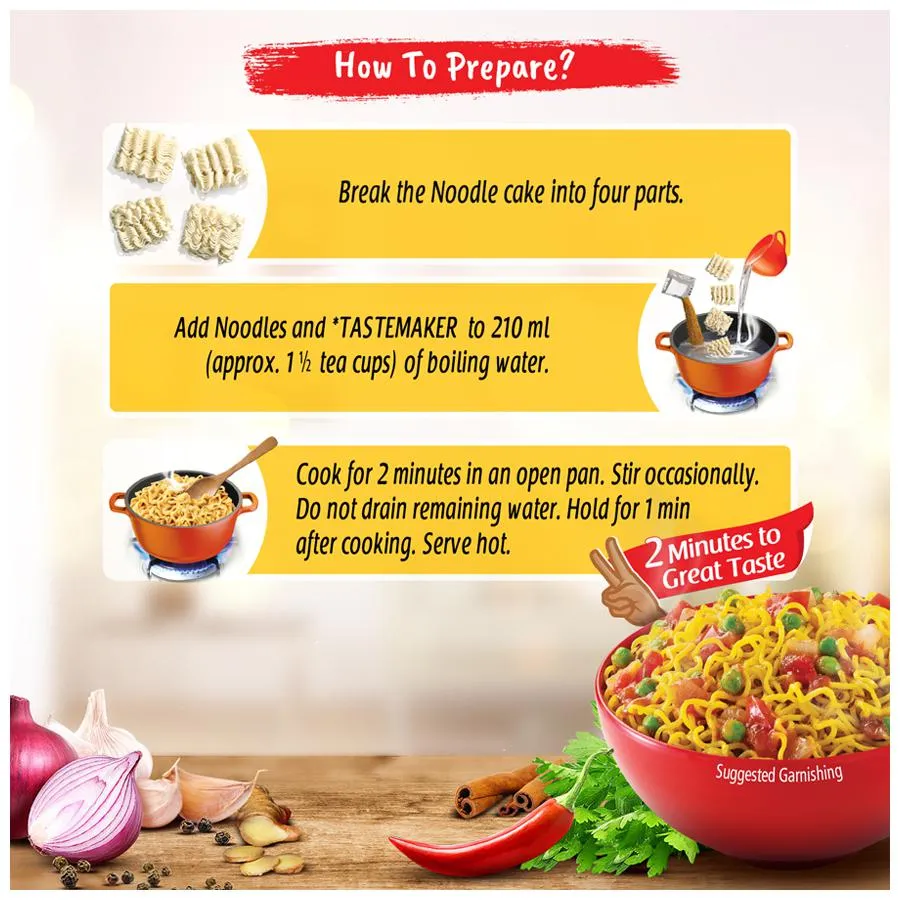 How To Prepare?
Break the Noodle cake into four parts.
Add Noodles and *TASTEMAKER to 210 ml
(approx. 1 ½ tea cups) of boiling water.
Cook for 2 minutes in an open pan. Stir occasionally.
Do not drain remaining water. Hold for 1 min
after cooking. Serve hot.
2 Minutes to
Great Taste
Suggested Garnishing